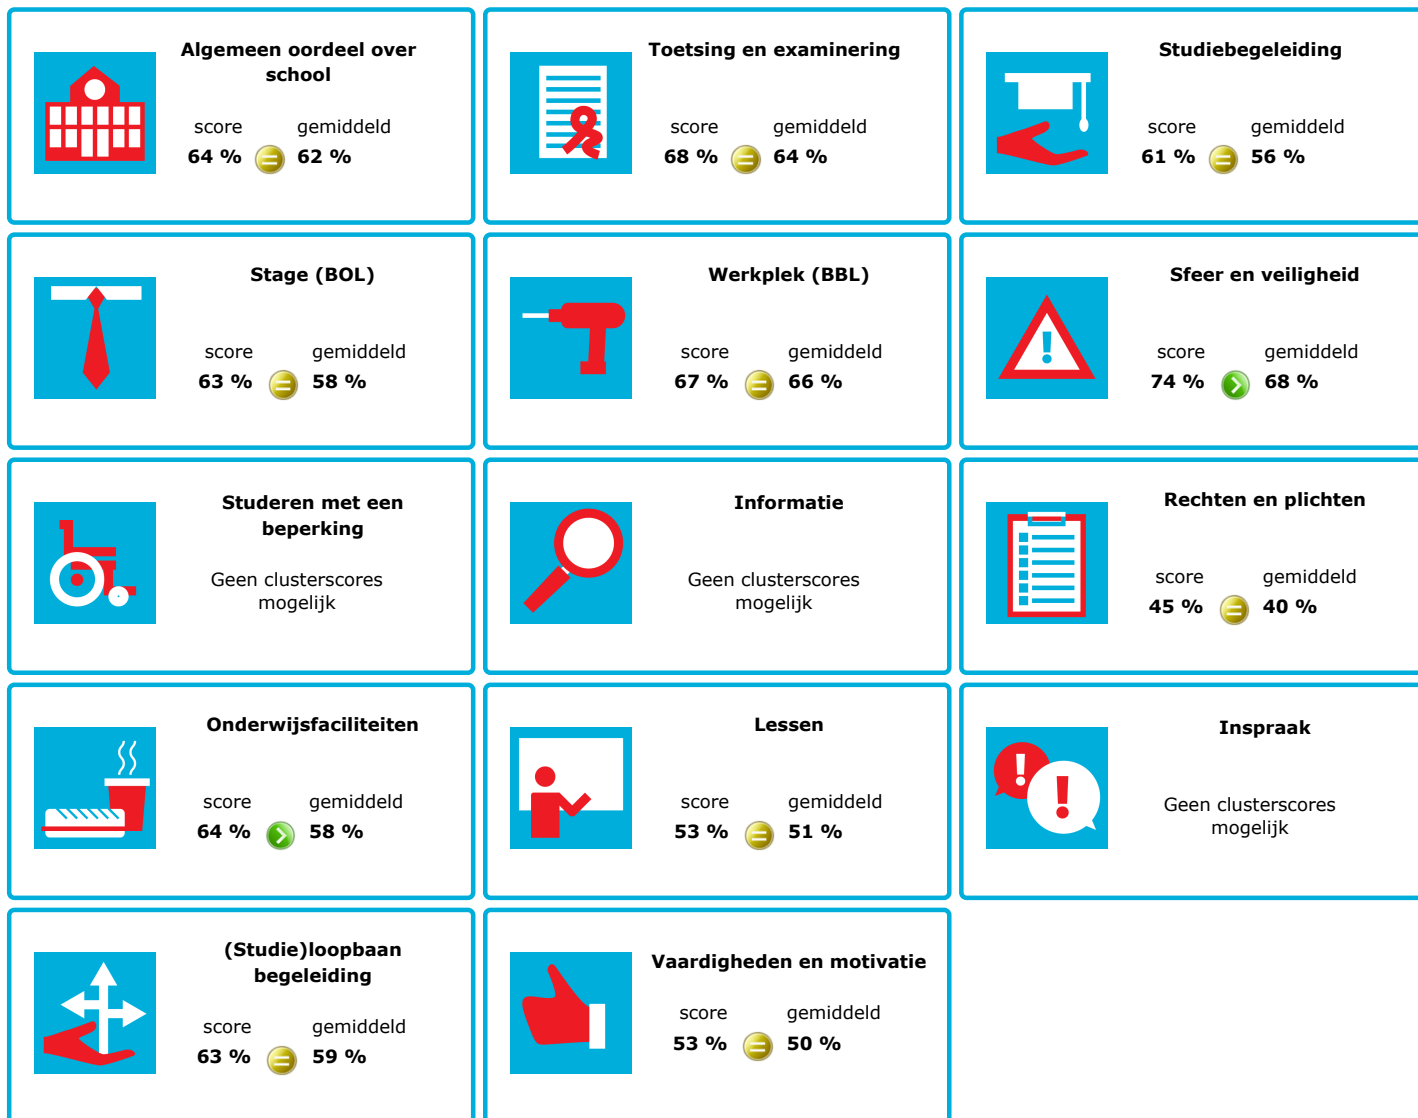 Algemeen oordeel over
school
score gemiddeld
64 % 62 %
Toetsing en examinering
score gemiddeld
68 % 64 %
Studiebegeleiding
score gemiddeld
61 % 56 %
Stage (BOL)
score gemiddeld
63 % 58 %
Werkplek (BBL)
score gemiddeld
67 % 66 %
Sfeer en veiligheid
score gemiddeld
74 % 68 %
Studeren met een
beperking
Geen clusterscores
mogelijk
Informatie
Geen clusterscores
mogelijk
Rechten en plichten
score gemiddeld
45 % 40 %
Onderwijsfaciliteiten
score gemiddeld
64 % 58 %
Lessen
score gemiddeld
53 % 51 %
Inspraak
Geen clusterscores
mogelijk
(Studie)loopbaan
begeleiding
score gemiddeld
63 % 59 %
Vaardigheden en motivatie
score gemiddeld
53 % 50 %